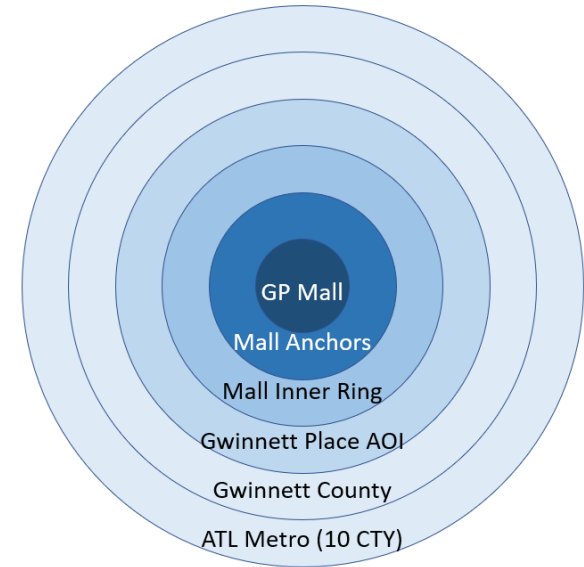 GP Mall
Mall Anchors
Mall Inner Ring
Gwinnett Place AOI
Gwinnett County
ATL Metro (10 CTY)